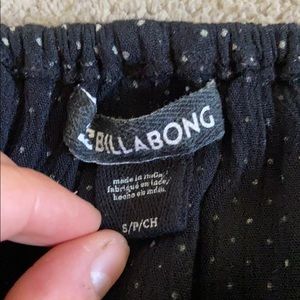 BILLABONG
made in India/
fabriqué en Inde/
hecho en India
S/P/CH